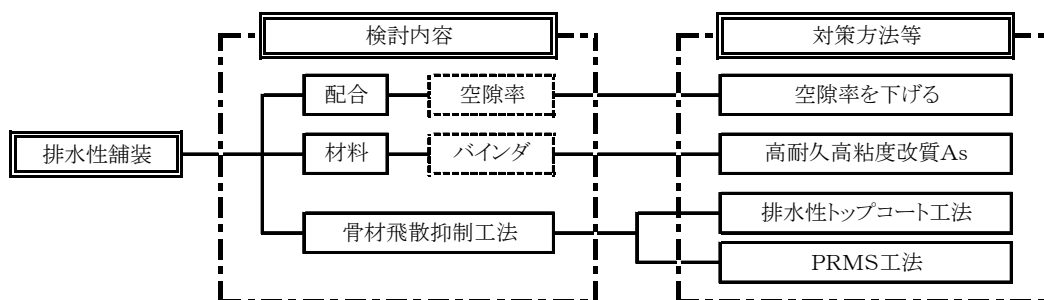 検討内容
対策方法等
配合
空隙率
空隙率を下げる
排水性舗装
材料
バインダ
高耐久高粘度改質As
骨材飛散抑制工法
排水性トップコート工法
PRMS工法